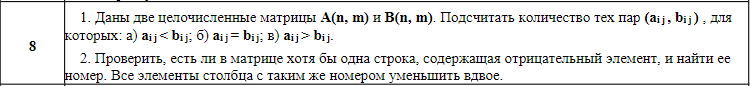 8
1. Даны две целочисленные матрицы A(n, m) и B(n, m). Подсчитать количество тех пар (aᵢⱼ, bᵢⱼ) , для
которых: а) aᵢⱼ < bᵢⱼ; б) aᵢⱼ = bᵢⱼ; в) aᵢⱼ > bᵢⱼ.
2. Проверить, есть ли в матрице хотя бы одна строка, содержащая отрицательный элемент, и найти ее
номер. Все элементы столбца с таким же номером уменьшить вдвое.